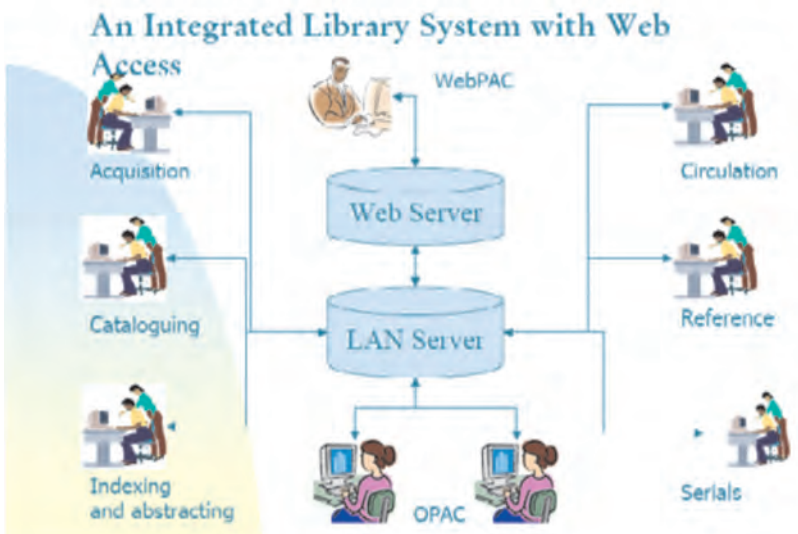 An Integrated Library System with Web
Access
WebPAC
Acquisition
Circulation
Web Server
Cataloguing
LAN Server
Reference
Indexing
and abstracting
OPAC
Serials